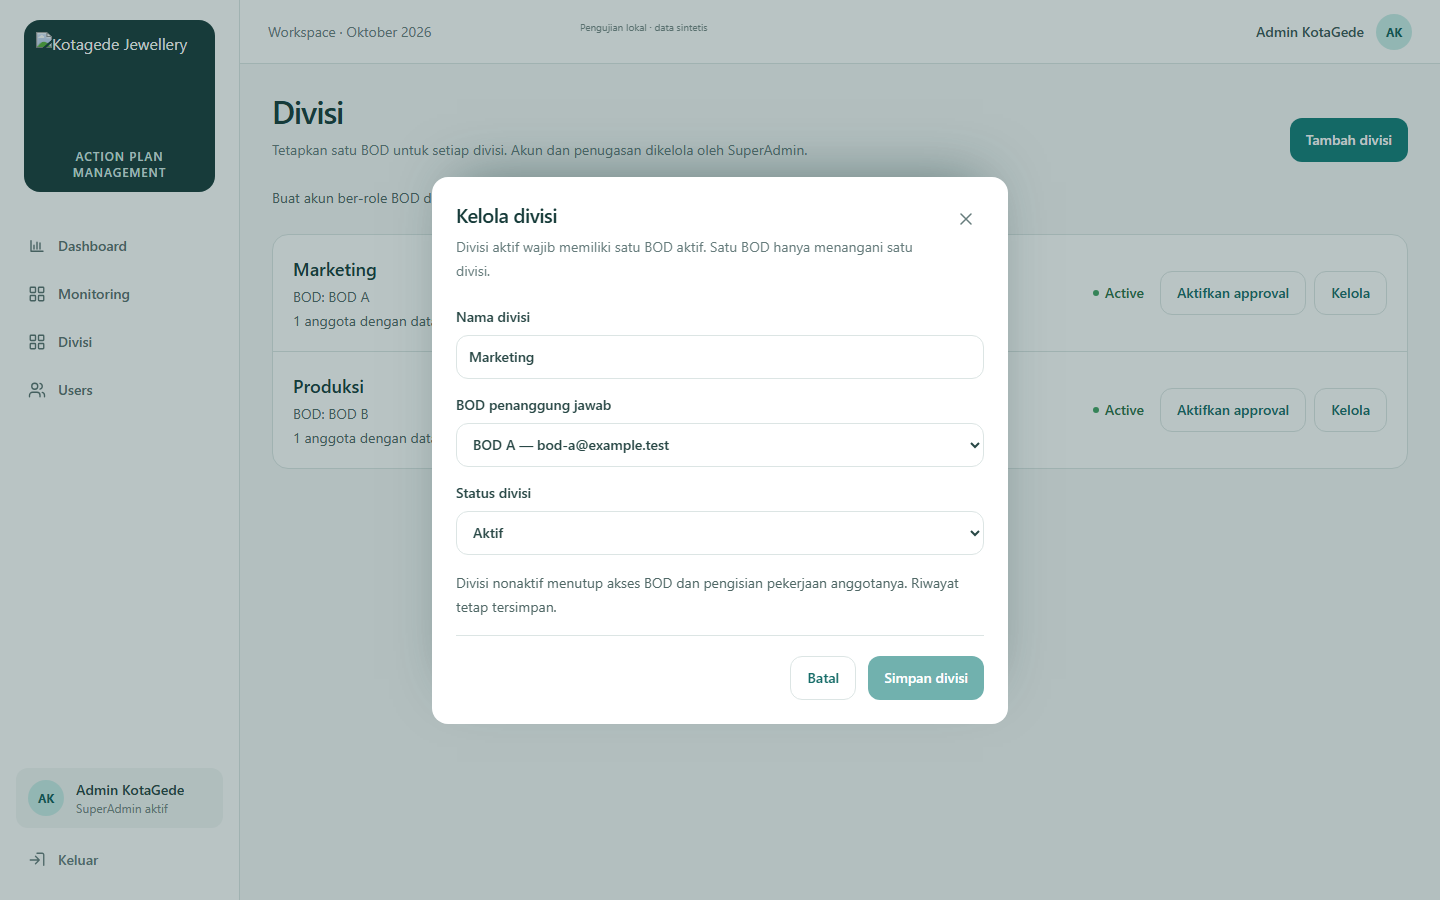 Kotagede Jewellery
ACTION PLAN
MANAGEMENT
Dashboard
Monitoring
Divisi
Users
AK
Admin KotaGede
SuperAdmin aktif
Keluar
Workspace · Oktober 2026
Pengujian lokal · data sintetis
Admin KotaGede
AK
Divisi
Tetapkan satu BOD untuk setiap divisi. Akun dan penugasan dikelola oleh SuperAdmin.
Tambah divisi
Buat akun ber-role BOD d
Marketing
BOD: BOD A
1 anggota dengan dat
Active
Aktifkan approval
Kelola
Produksi
BOD: BOD B
1 anggota dengan dat
Active
Aktifkan approval
Kelola
Kelola divisi
Divisi aktif wajib memiliki satu BOD aktif. Satu BOD hanya menangani satu
divisi.
Nama divisi
Marketing
BOD penanggung jawab
BOD A — bod-a@example.test
Status divisi
Aktif
Divisi nonaktif menutup akses BOD dan pengisian pekerjaan anggotanya. Riwayat
tetap tersimpan.
Batal
Simpan divisi